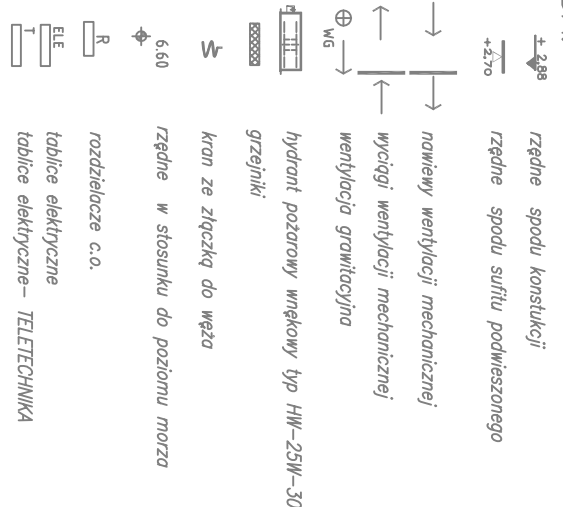 + 2.88 rzędne spodu konstukcji
+2.70 rzędne spodu sufitu podwieszonego
nawiewy wentylacji mechanicznej
wyciągi wentylacji mechanicznej
WG wentylacja grawitacyjna
hydrant pożarowy wnękowy typ HW-25W-30
grzejniki
kran ze złączką do węża
6.60 rzędne w stosunku do poziomu morza
R rozdzielacze c.o.
ELE tablice elektryczne
T tablice elektryczne- TELETECHNIKA